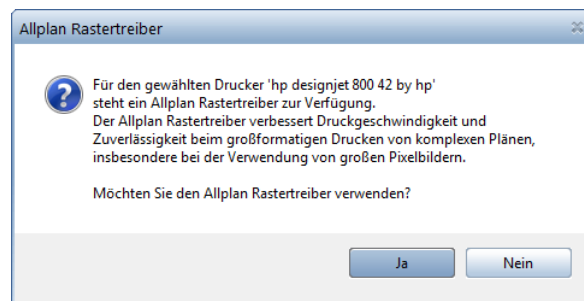 Allplan Rastertreiber
Für den gewählten Drucker 'hp designjet 800 42 by hp'
steht ein Allplan Rastertreiber zur Verfügung.
Der Allplan Rastertreiber verbessert Druckgeschwindigkeit und
Zuverlässigkeit beim großformatigen Drucken von komplexen Plänen,
insbesondere bei der Verwendung von großen Pixelbildern.
Möchten Sie den Allplan Rastertreiber verwenden?
Ja
Nein